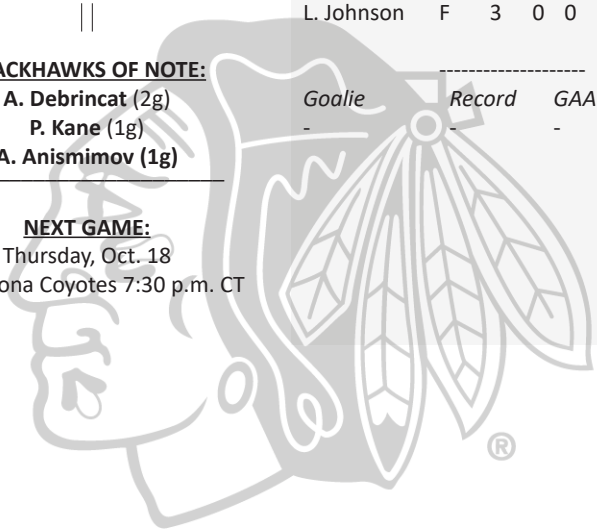 ||
ACKHAWKS OF NOTE:
A. Debrincat (2g)
P. Kane (1g)
A. Anismimov (1g)
NEXT GAME:
Thursday, Oct. 18
ona Coyotes 7:30 p.m. CT
L. Johnson F 3 0 0
--------------------
Goalie Record GAA
- - -
®